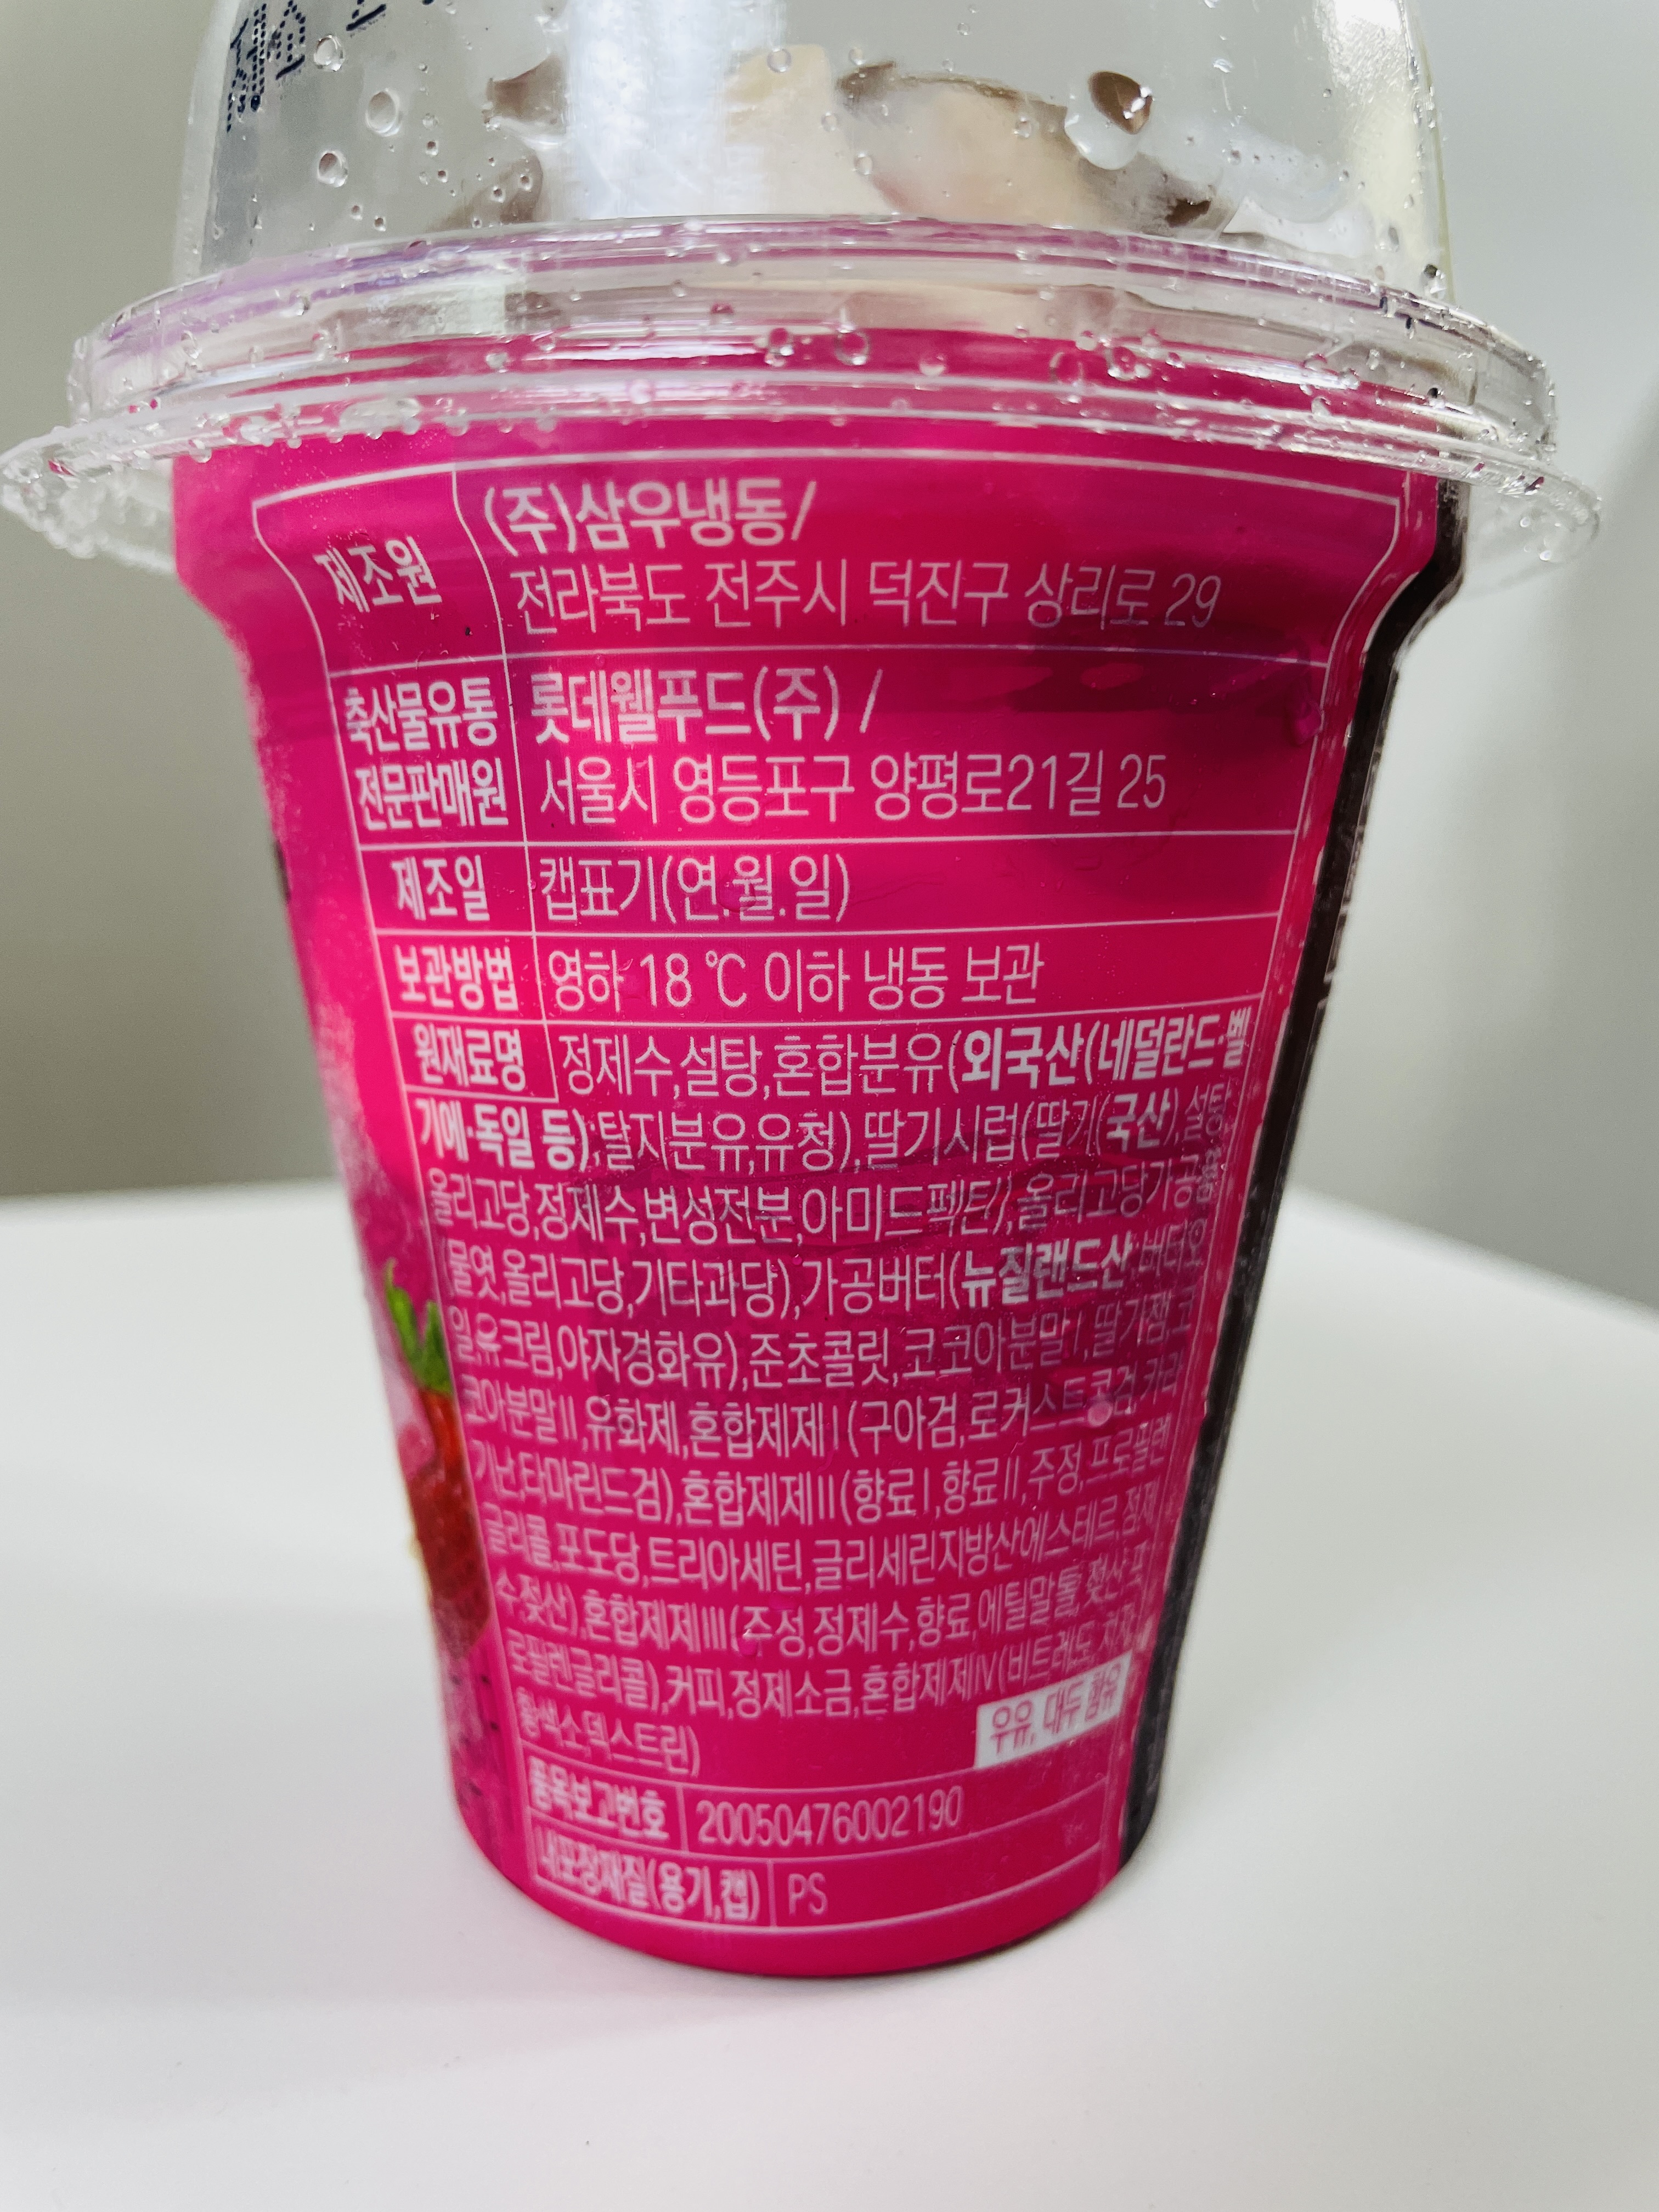 제조원
(주)삼우냉동/
전라북도 전주시 덕진구 상리로 29
축산물유통
전문판매원
롯데웰푸드(주) /
서울시 영등포구 양평로21길 25
제조일
캡표기(연.월.일)
보관방법
영하 18 ℃ 이하 냉동 보관
원재료명
정제수,설탕,혼합분유(외국산(네덜란드·벨
기에·독일 등);탈지분유,유청),딸기시럽(딸기(국산),설탕,
올리고당,정제수,변성전분,아미드펙틴),올리고당가공품
(물엿,올리고당,기타과당),가공버터(뉴질랜드산:버터오
일,유크림,야자경화유),준초콜릿,코코아분말Ⅰ,딸기잼,코
코아분말Ⅱ,유화제,혼합제제Ⅰ(구아검,로커스트콩검,카라
기난,타마린드검),혼합제제Ⅱ(향료Ⅰ,향료Ⅱ,주정,프로필렌
글리콜,포도당,트리아세틴,글리세린지방산에스테르,정제
수,젖산),혼합제제Ⅲ(주정,정제수,향료,에틸말톨,젖산,프
로필렌글리콜),커피,정제소금,혼합제제Ⅳ(비트레드,치자
황색소,덱스트린)
우유, 대두 함유
품목보고번호
20050476002190
내포장재질(용기,캡)
PS